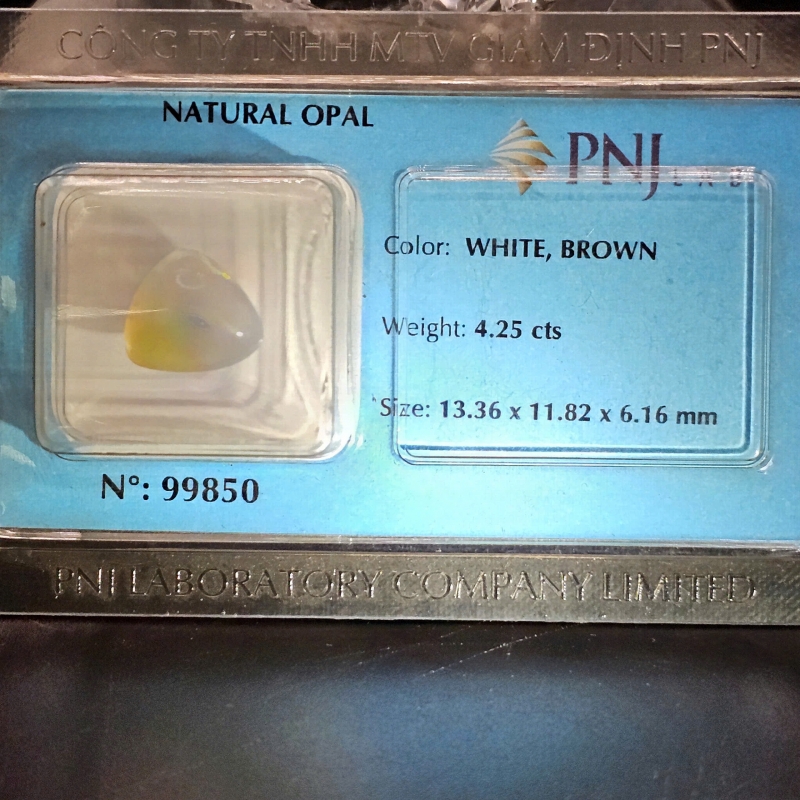 CÔNG TY TNHH MTV GIÁM ĐỊNH PNJ
NATURAL OPAL
PNJ
LAB
Color: WHITE, BROWN
Weight: 4.25 cts
Size: 13.36 x 11.82 x 6.16 mm
N°: 99850
PNJ LABORATORY COMPANY LIMITED